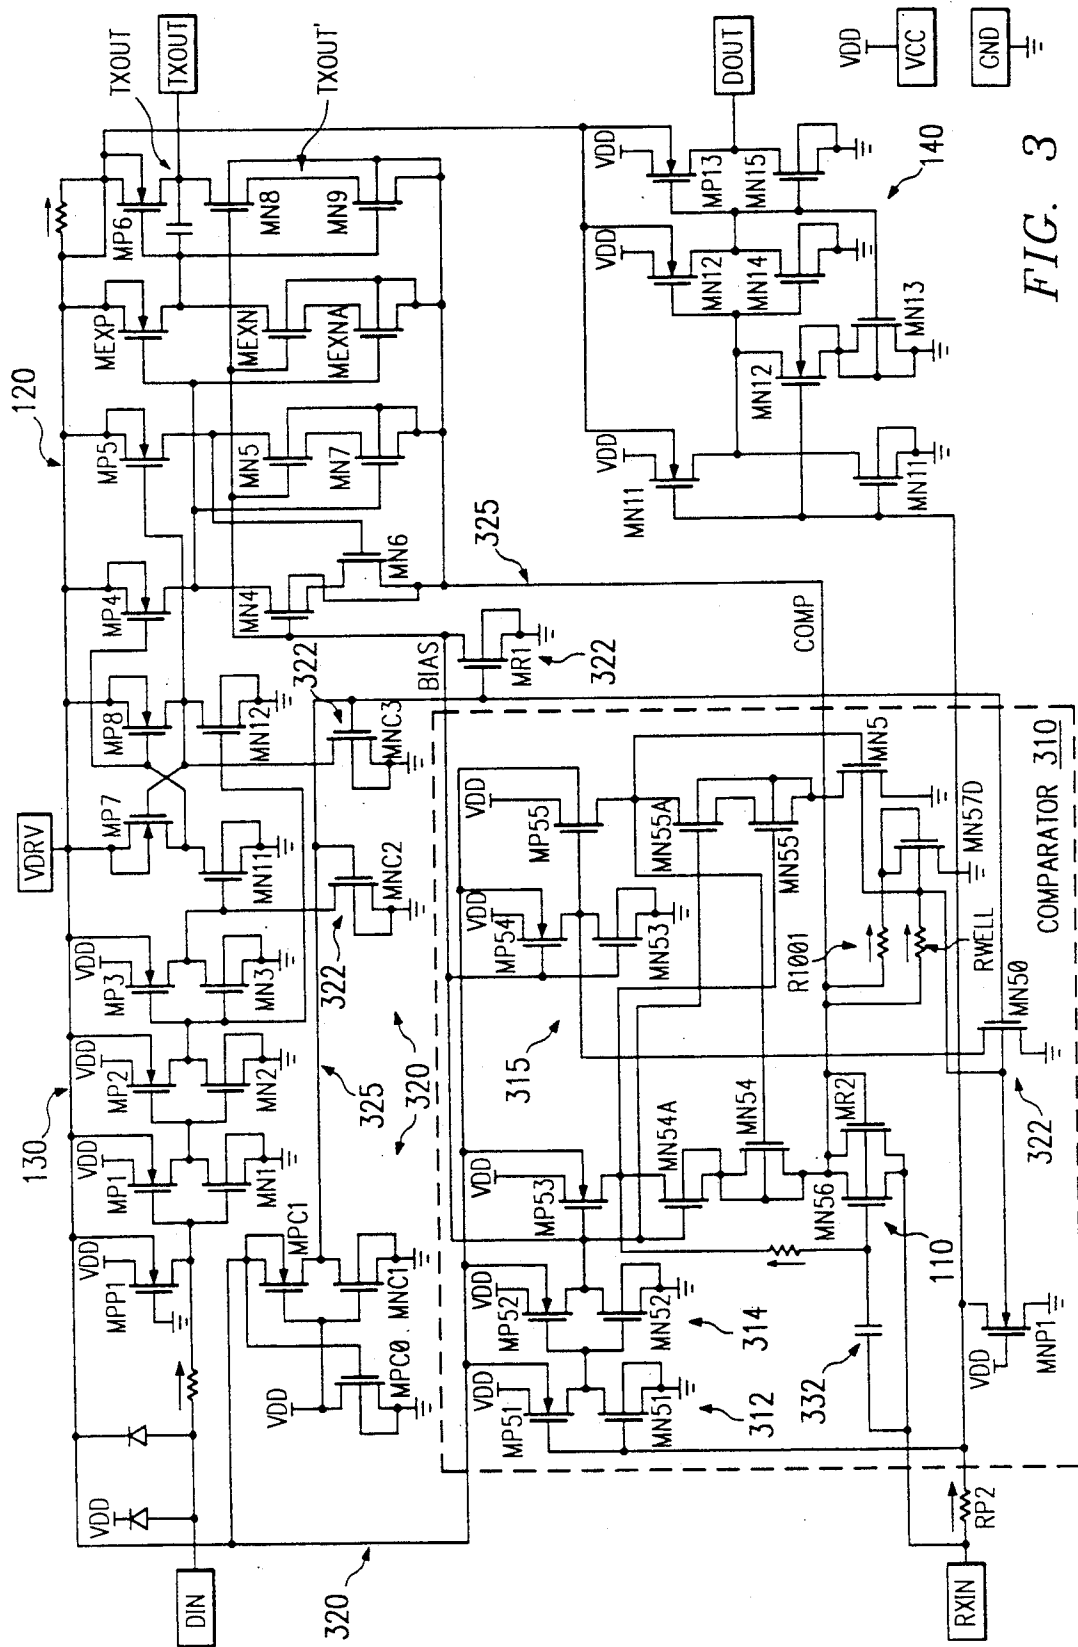 VDRV
120
130
TXOUT
TXOUT
TXOUT'
MP6
MEXP
MP5
MP4
MP8
MP7
VDD
MP3
VDD
MP2
VDD
MP1
VDD
MPP1
VDD
DIN
MN8
MN9
MEXN
MEXNA
MN5
MN7
MN4
MN6
MN12
MN11
MN3
MN2
MN1
MPC1
MNC1
VDD
MPC0
MNC2
322
MNC3
322
MR1
322
BIAS
325
320
325
320
COMP
VDD
MP51
MN51
312
VDD
MP52
MN52
314
VDD
MP53
MN54A
MN54
315
VDD
MP54
MN53
VDD
MP55
MN55A
MN55
MN56
MR2
110
332
R1001
RWELL
MN57D
MN5
MN50
322
COMPARATOR 310
VDD
MNP1
RP2
RXIN
VDD
MN11
MN11
MN12
MN13
VDD
MN12
MN14
VDD
MP13
MN15
DOUT
140
VDD
VCC
GND
FIG. 3